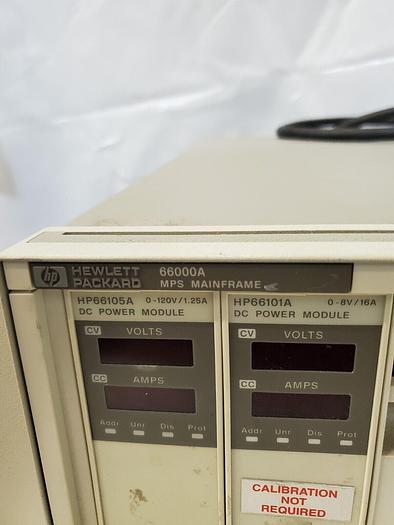 hp HEWLETT PACKARD
66000A
MPS MAINFRAME
HP66105A 0-120V/1.25A
DC POWER MODULE
CV VOLTS
CC AMPS
Addr Unr Dis Prot
HP66101A 0-8V/16A
DC POWER MODULE
CV VOLTS
CC AMPS
Addr Unr Dis Prot
CALIBRATION
NOT
REQUIRED